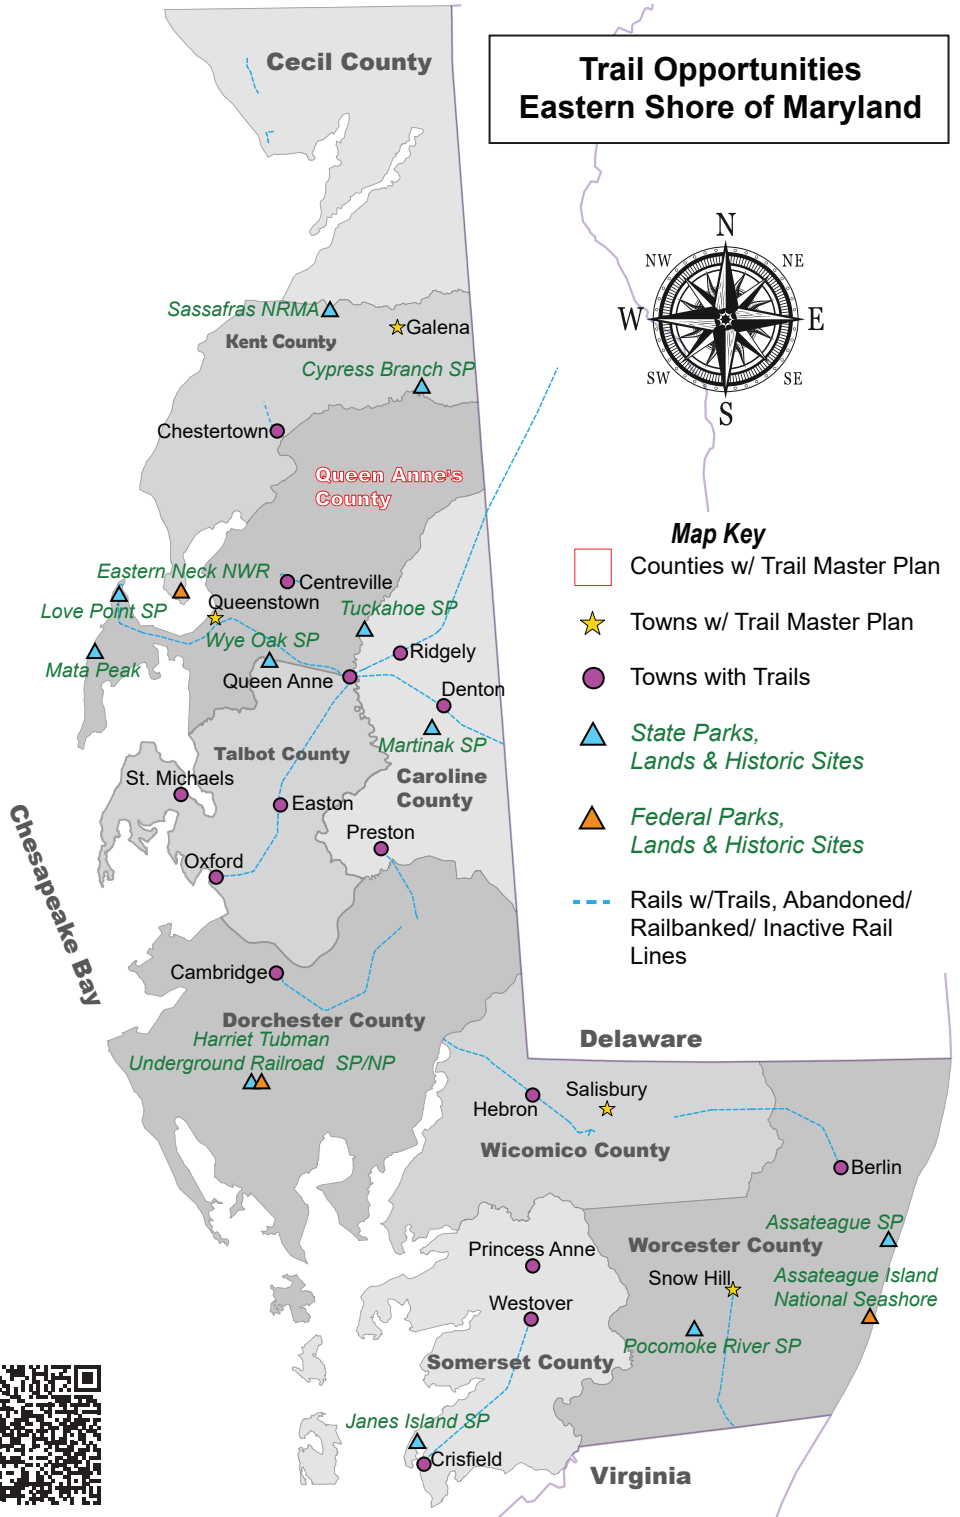 Trail Opportunities
Eastern Shore of Maryland
Cecil County
N
NW
NE
W
E
SW
SE
S
Sassafras NRMA
Galena
Kent County
Cypress Branch SP
Chestertown
Queen Anne's
County
Map Key
Counties w/ Trail Master Plan
Towns w/ Trail Master Plan
Towns with Trails
State Parks,
Lands & Historic Sites
Federal Parks,
Lands & Historic Sites
Rails w/Trails, Abandoned/
Railbanked/ Inactive Rail
Lines
Eastern Neck NWR
Centreville
Love Point SP
Queenstown
Tuckahoe SP
Wye Oak SP
Ridgely
Mata Peak
Queen Anne
Denton
Martinak SP
Talbot County
St. Michaels
Caroline
County
Easton
Preston
Oxford
Chesapeake Bay
Cambridge
Dorchester County
Harriet Tubman
Underground Railroad SP/NP
Delaware
Salisbury
Hebron
Wicomico County
Berlin
Assateague SP
Princess Anne
Worcester County
Snow Hill
Assateague Island
National Seashore
Westover
Pocomoke River SP
Somerset County
Janes Island SP
Crisfield
Virginia